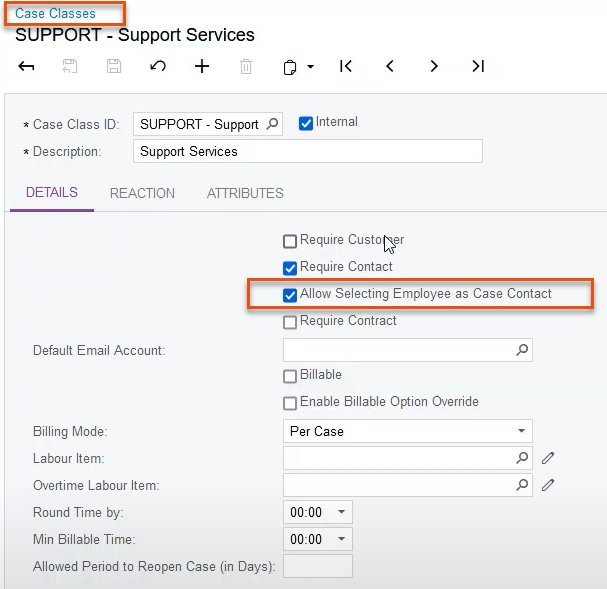 Case Classes
SUPPORT - Support Services
* Case Class ID: SUPPORT - Support Internal
* Description: Support Services
DETAILS REACTION ATTRIBUTES
Require Customer
Require Contact
Allow Selecting Employee as Case Contact
Require Contract
Default Email Account:
Billable
Enable Billable Option Override
Billing Mode: Per Case
Labour Item:
Overtime Labour Item:
Round Time by: 00:00
Min Billable Time: 00:00
Allowed Period to Reopen Case (in Days):